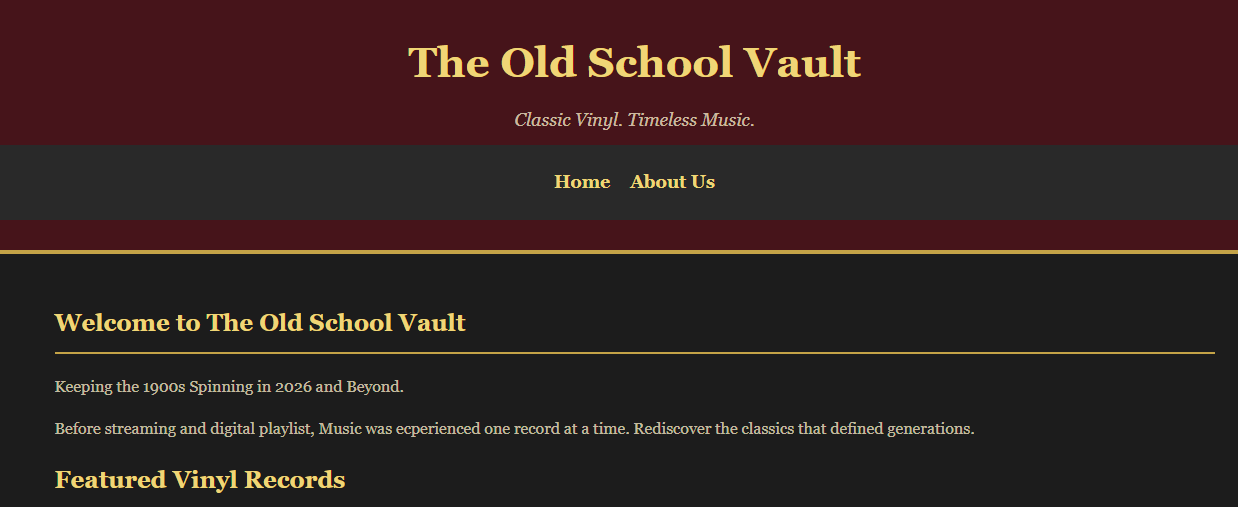 The Old School Vault
Classic Vinyl. Timeless Music.
Home About Us
Welcome to The Old School Vault
Keeping the 1900s Spinning in 2026 and Beyond.
Before streaming and digital playlist, Music was ecperienced one record at a time. Rediscover the classics that defined generations.
Featured Vinyl Records